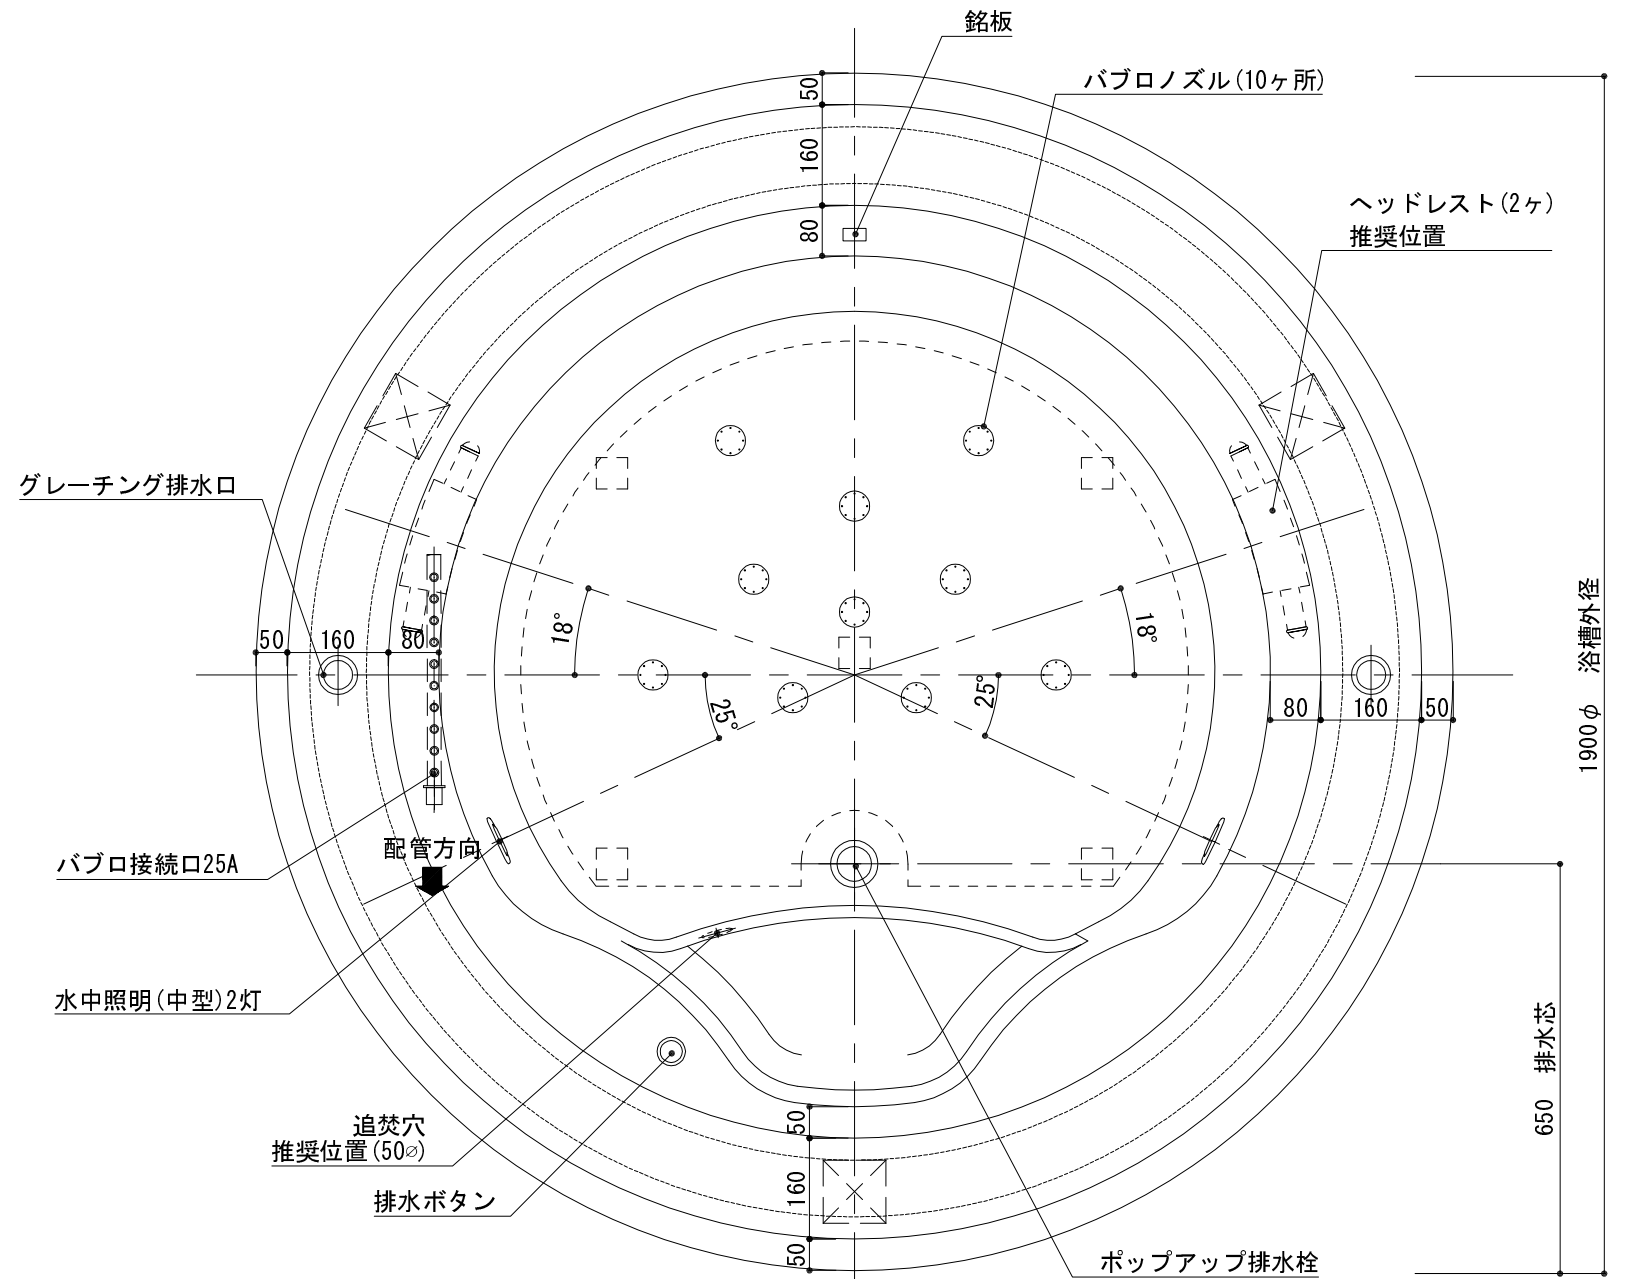 銘板
バブロノズル(10ヶ所)
50
160
80
ヘッドレスト(2ヶ)
推奨位置
グレーチング排水口
50
160
80
18°
18°
25°
25°
80
160
50
1900φ 浴槽外径
バブロ接続口25A
配管方向
水中照明(中型)2灯
追焚穴
推奨位置(50⌀)
排水ボタン
50
160
50
650 排水芯
ポップアップ排水栓